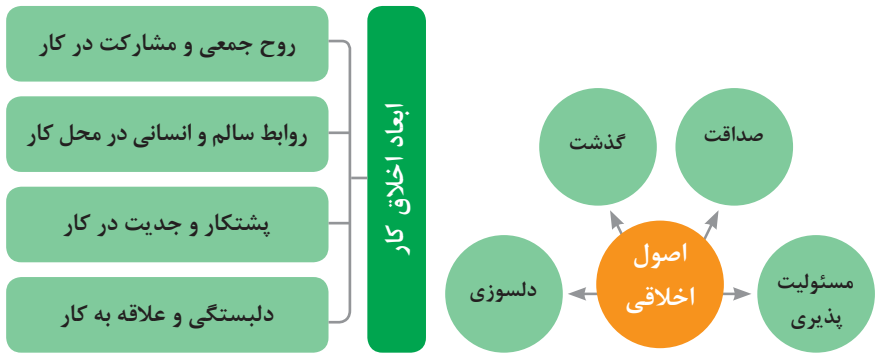 صداقت
گذشت
اصول
اخلاقی
مسئولیت
پذیری
دلسوزی
ابعاد اخلاق کار
روح جمعی و مشارکت در کار
روابط سالم و انسانی در محل کار
پشتکار و جدیت در کار
دلبستگی و علاقه به کار